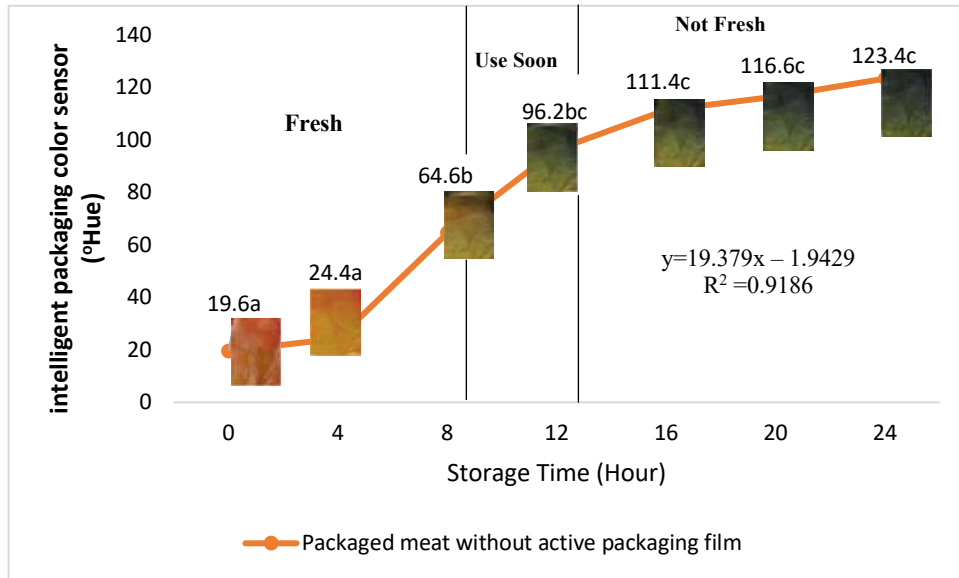 intelligent packaging color sensor
(⁰Hue)
140
120
100
80
60
40
20
0
Fresh
Use Soon
Not Fresh
19.6a
24.4a
64.6b
96.2bc
111.4c
116.6c
123.4c
y=19.379x – 1.9429
R² =0.9186
0 4 8 12 16 20 24
Storage Time (Hour)
Packaged meat without active packaging film